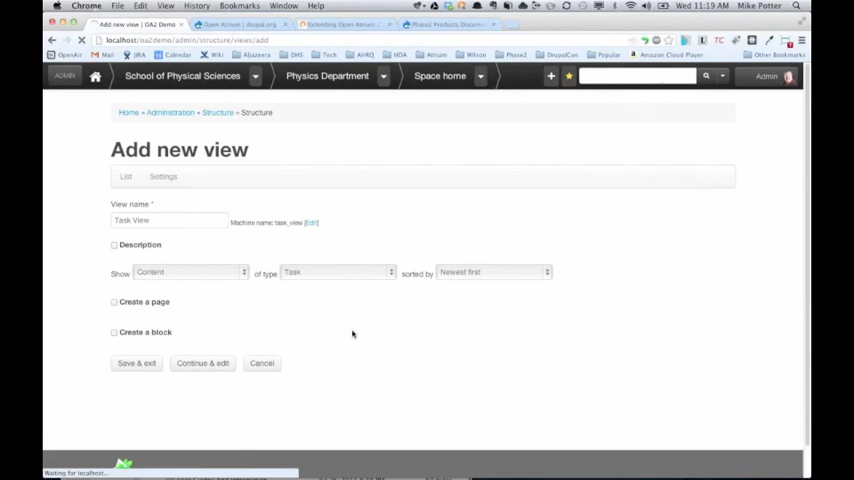 Chrome File Edit View History Bookmarks Window Help Wed 11:19 AM Mike Potter
Add new view | OA2 Demo Open Atrium | drupal.org Extending Open Atrium | Phase2 Products Docum
localhost/oa2demo/admin/structure/views/add
OpenAir Mail JIRA Calendar Bookmarks Aljazeera DHS Tech AHRQ HDA Atrium Wilson Phase2 DrupalCon Popular Amazon Cloud Player Other Bookmarks
ADMIN School of Physical Sciences Physics Department Space home Admin
Home » Administration » Structure » Structure
Add new view
List Settings
View name *
Task View Machine name: task_view [Edit]
Description
Show Content of type Task sorted by Newest first
Create a page
Create a block
Save & exit Continue & edit Cancel
Waiting for localhost...